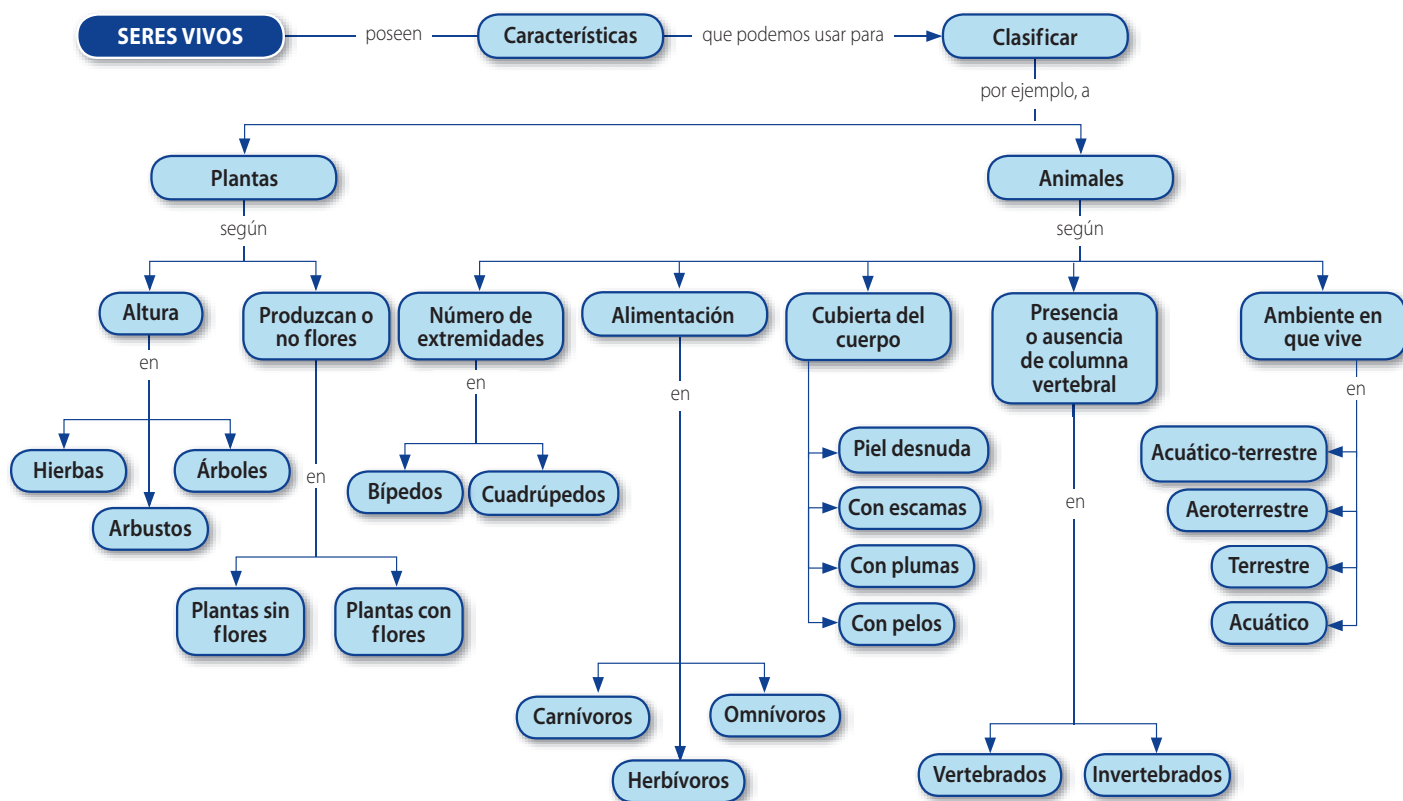 SERES VIVOS
poseen
Características
que podemos usar para
Clasificar
por ejemplo, a
Plantas
Animales
según
según
Altura
Produzcan o
no flores
Número de
extremidades
Alimentación
Cubierta del
cuerpo
Presencia
o ausencia
de columna
vertebral
Ambiente en
que vive
en
en
en
en
en
en
Hierbas
Árboles
Arbustos
Plantas sin
flores
Plantas con
flores
Bípedos
Cuadrúpedos
Carnívoros
Omnívoros
Herbívoros
Piel desnuda
Con escamas
Con plumas
Con pelos
Vertebrados
Invertebrados
Acuático-terrestre
Aeroterrestre
Terrestre
Acuático